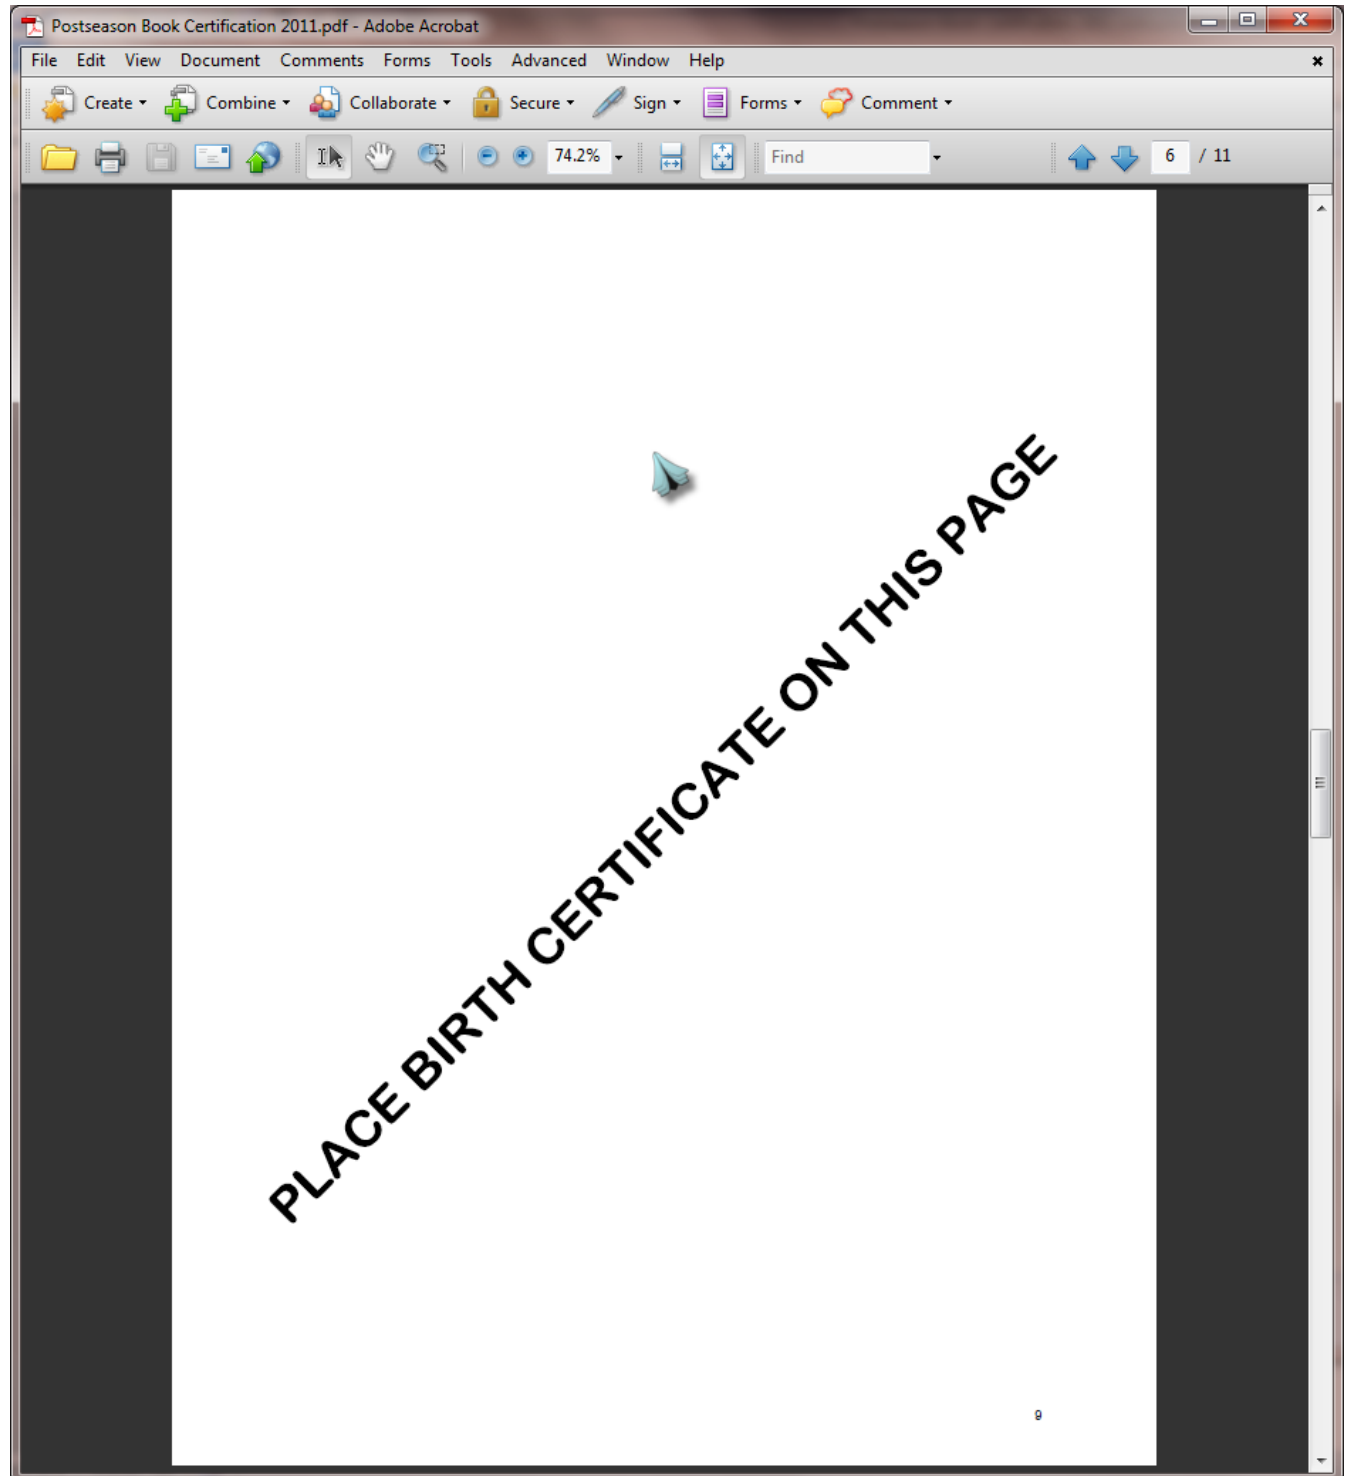 Postseason Book Certification 2011.pdf - Adobe Acrobat
File Edit View Document Comments Forms Tools Advanced Window Help
Create Combine Collaborate Secure Sign Forms Comment
74.2% Find 6 / 11
PLACE BIRTH CERTIFICATE ON THIS PAGE
9